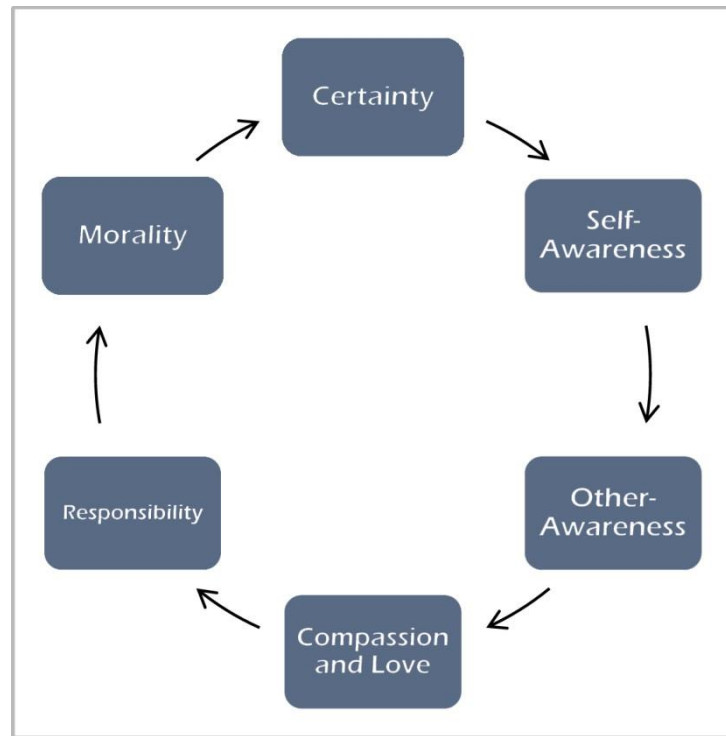 Certainty
Self-
Awareness
Other-
Awareness
Compassion
and Love
Responsibility
Morality